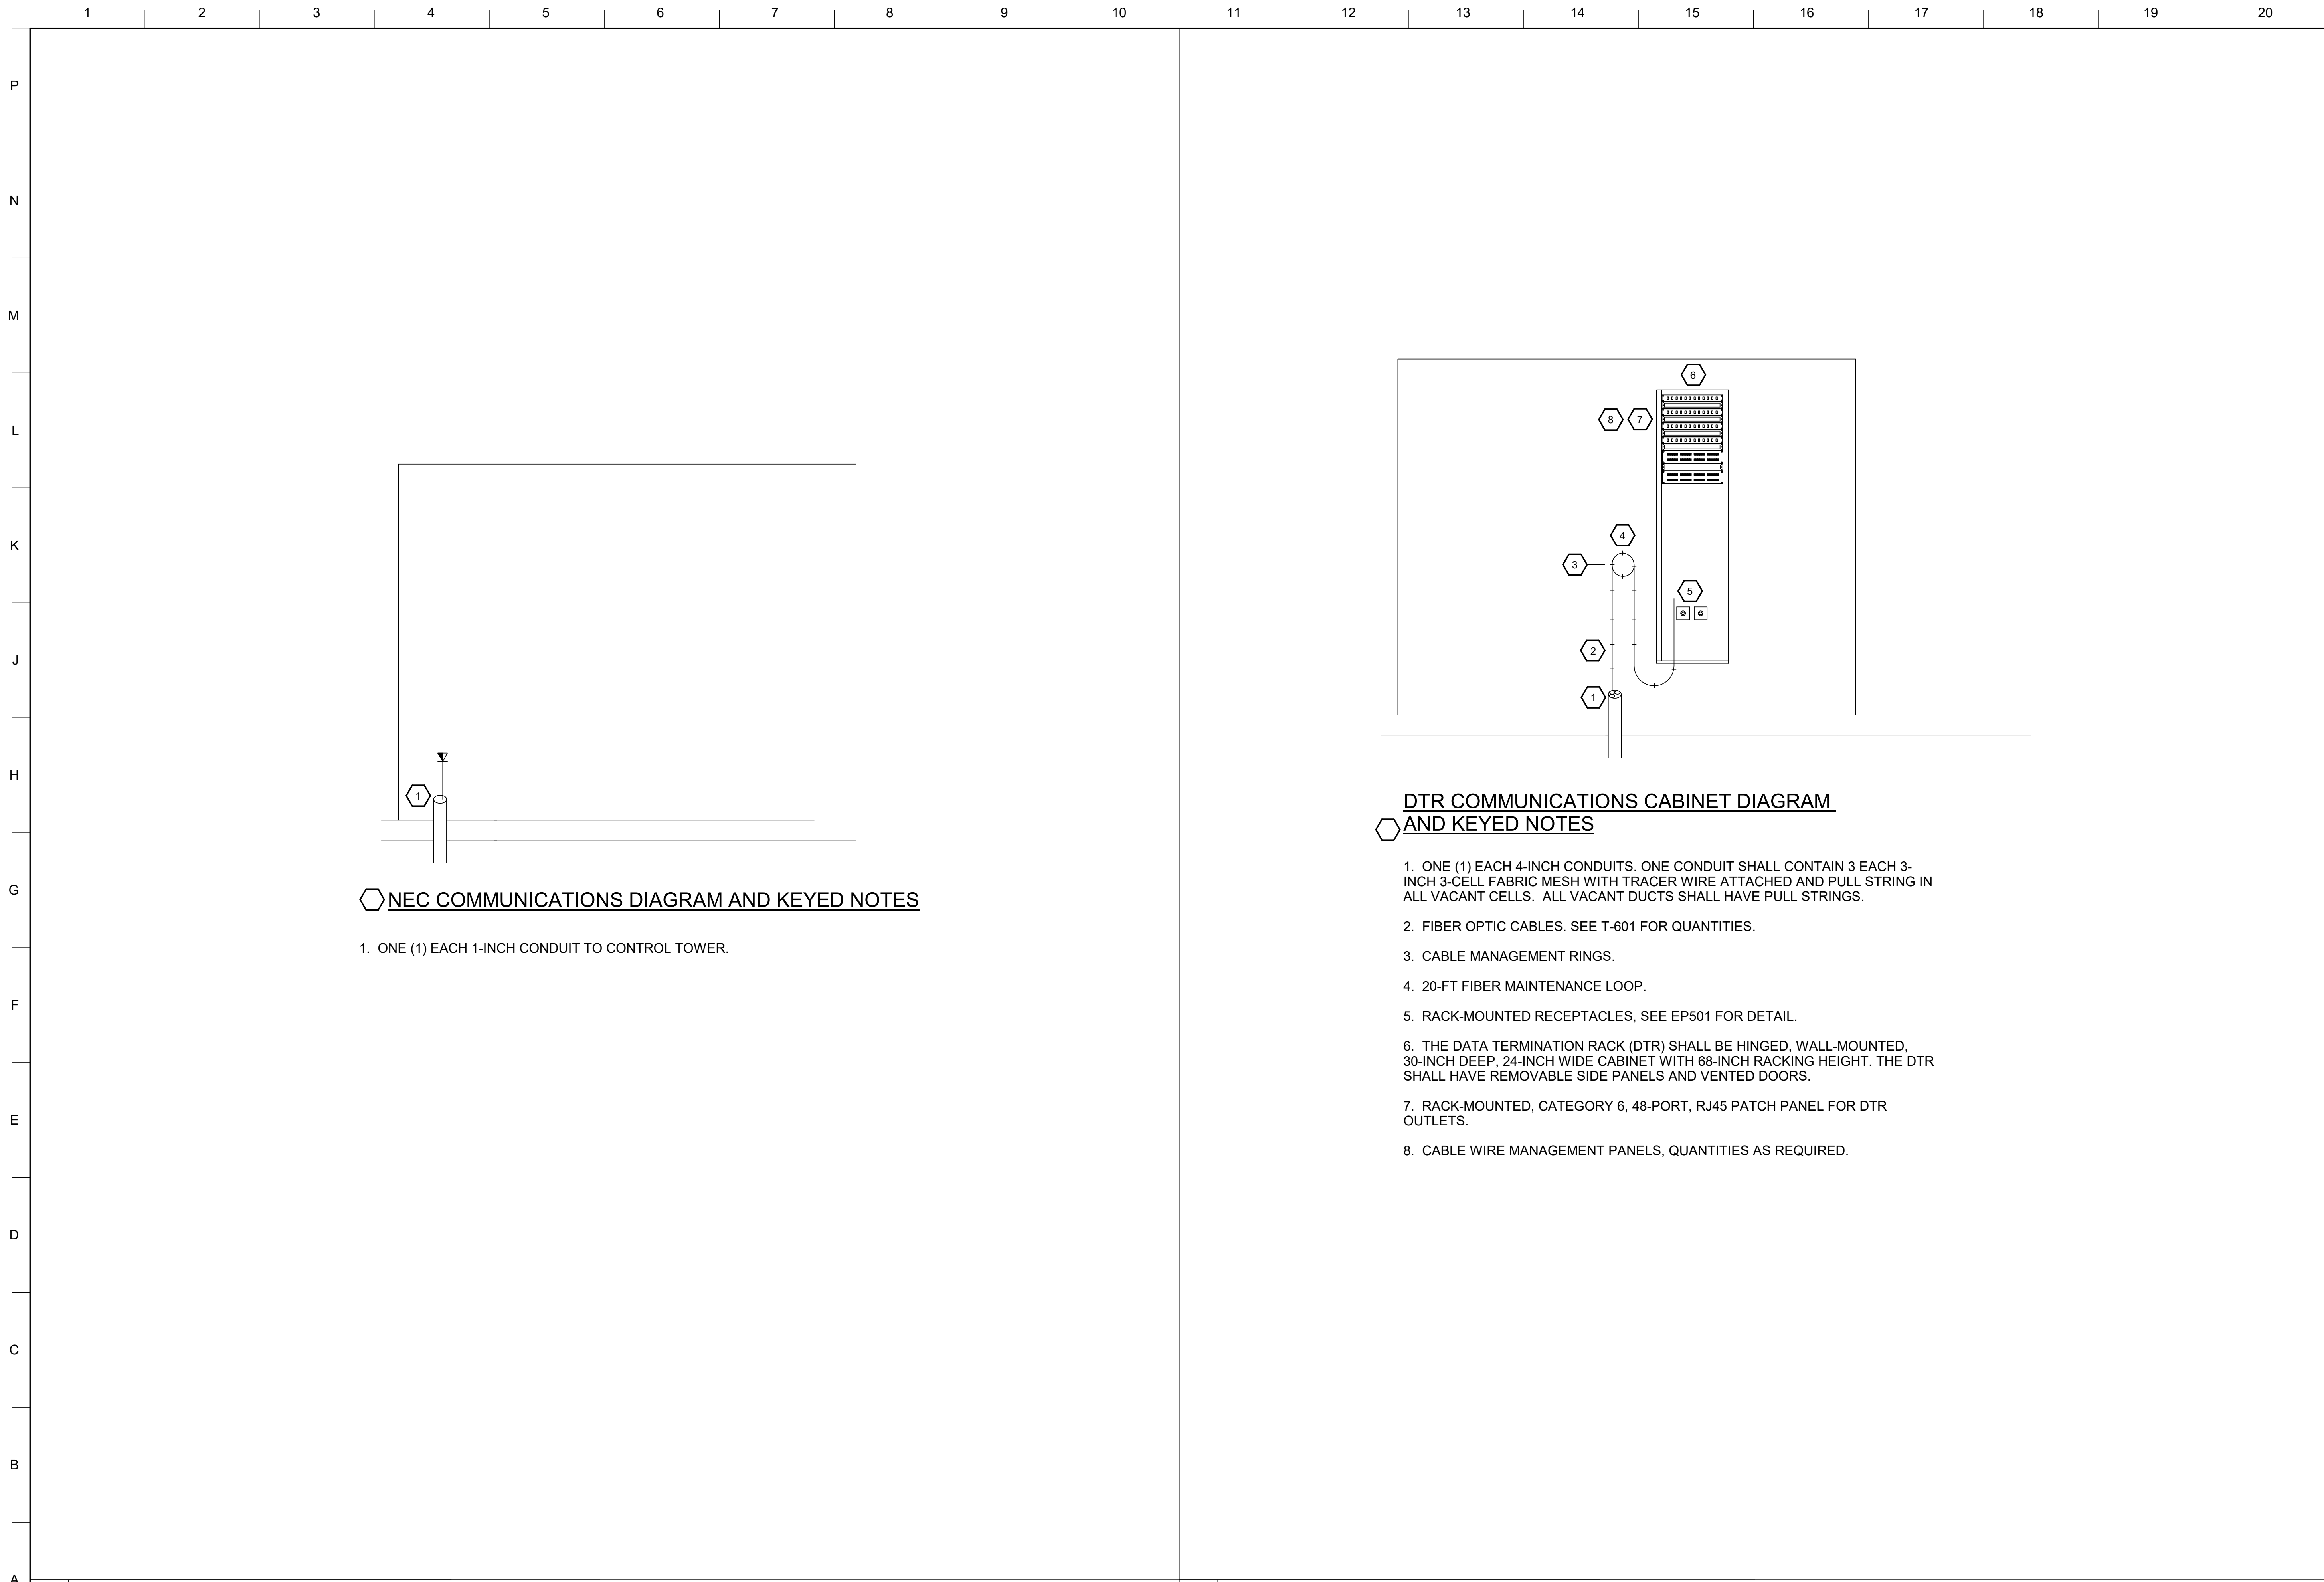 1 2 3 4 5 6 7 8 9 10 11 12 13 14 15 16 17 18 19 20
P
N
M
L
K
J
H
G
F
E
D
C
B
A
1
NEC COMMUNICATIONS DIAGRAM AND KEYED NOTES
1. ONE (1) EACH 1-INCH CONDUIT TO CONTROL TOWER.
6
8 7
4
3
5
2
1
DTR COMMUNICATIONS CABINET DIAGRAM
AND KEYED NOTES
1. ONE (1) EACH 4-INCH CONDUITS. ONE CONDUIT SHALL CONTAIN 3 EACH 3-
INCH 3-CELL FABRIC MESH WITH TRACER WIRE ATTACHED AND PULL STRING IN
ALL VACANT CELLS. ALL VACANT DUCTS SHALL HAVE PULL STRINGS.
2. FIBER OPTIC CABLES. SEE T-601 FOR QUANTITIES.
3. CABLE MANAGEMENT RINGS.
4. 20-FT FIBER MAINTENANCE LOOP.
5. RACK-MOUNTED RECEPTACLES, SEE EP501 FOR DETAIL.
6. THE DATA TERMINATION RACK (DTR) SHALL BE HINGED, WALL-MOUNTED,
30-INCH DEEP, 24-INCH WIDE CABINET WITH 68-INCH RACKING HEIGHT. THE DTR
SHALL HAVE REMOVABLE SIDE PANELS AND VENTED DOORS.
7. RACK-MOUNTED, CATEGORY 6, 48-PORT, RJ45 PATCH PANEL FOR DTR
OUTLETS.
8. CABLE WIRE MANAGEMENT PANELS, QUANTITIES AS REQUIRED.